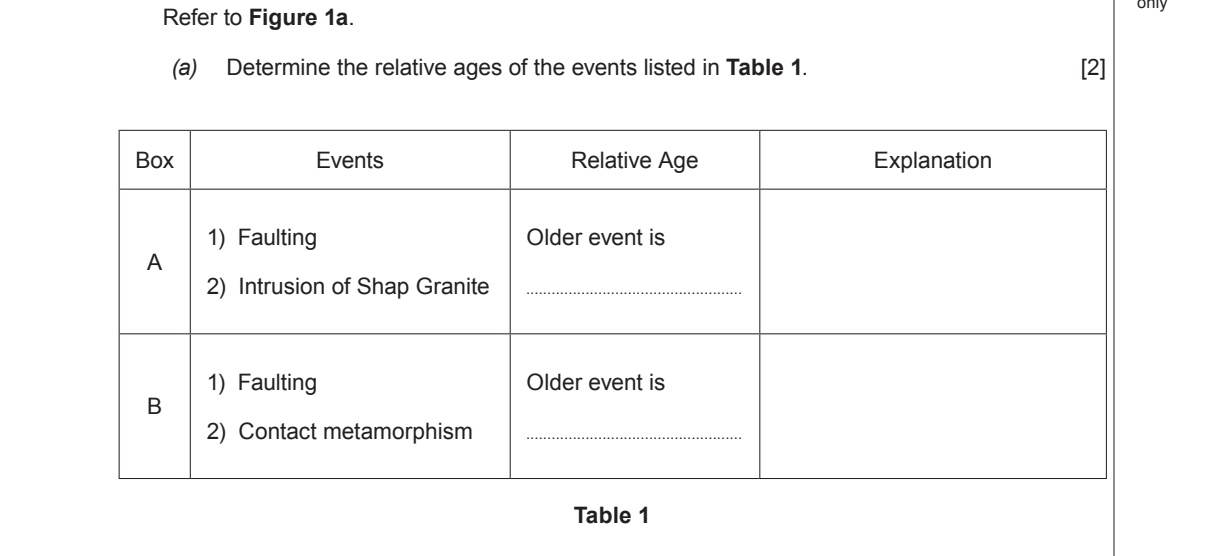 only
Refer to Figure 1a.
(a) Determine the relative ages of the events listed in Table 1. [2]
Box Events Relative Age Explanation
A
1) Faulting
2) Intrusion of Shap Granite
Older event is
..................................................
B
1) Faulting
2) Contact metamorphism
Older event is
..................................................
Table 1